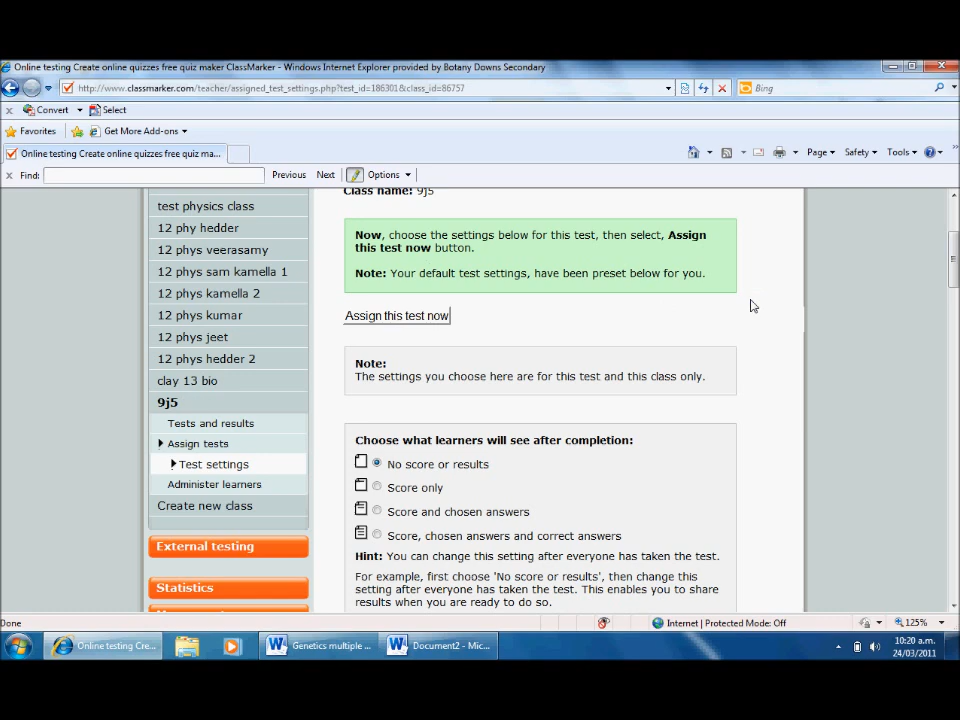 Online testing Create online quizzes free quiz maker ClassMarker - Windows Internet Explorer provided by Botany Downs Secondary
http://www.classmarker.com/teacher/assigned_test_settings.php?test_id=186301&class_id=86757
Bing
Convert
Select
Favorites
Get More Add-ons
Online testing Create online quizzes free quiz ma...
Page
Safety
Tools
Find:
Previous
Next
Options
test physics class
12 phy hedder
12 phys veerasamy
12 phys sam kamella 1
12 phys kamella 2
12 phys kumar
12 phys jeet
12 phys hedder 2
clay 13 bio
9j5
Tests and results
Assign tests
Test settings
Administer learners
Create new class
External testing
Statistics
Class name: 9j5
Now, choose the settings below for this test, then select, Assign
this test now button.
Note: Your default test settings, have been preset below for you.
Assign this test now
Note:
The settings you choose here are for this test and this class only.
Choose what learners will see after completion:
No score or results
Score only
Score and chosen answers
Score, chosen answers and correct answers
Hint: You can change this setting after everyone has taken the test.
For example, first choose 'No score or results', then change this
setting after everyone has taken the test. This enables you to share
results when you are ready to do so.
Done
Internet | Protected Mode: Off
125%
Online testing Cre...
Genetics multiple ...
Document2 - Mic...
10:20 a.m.
24/03/2011